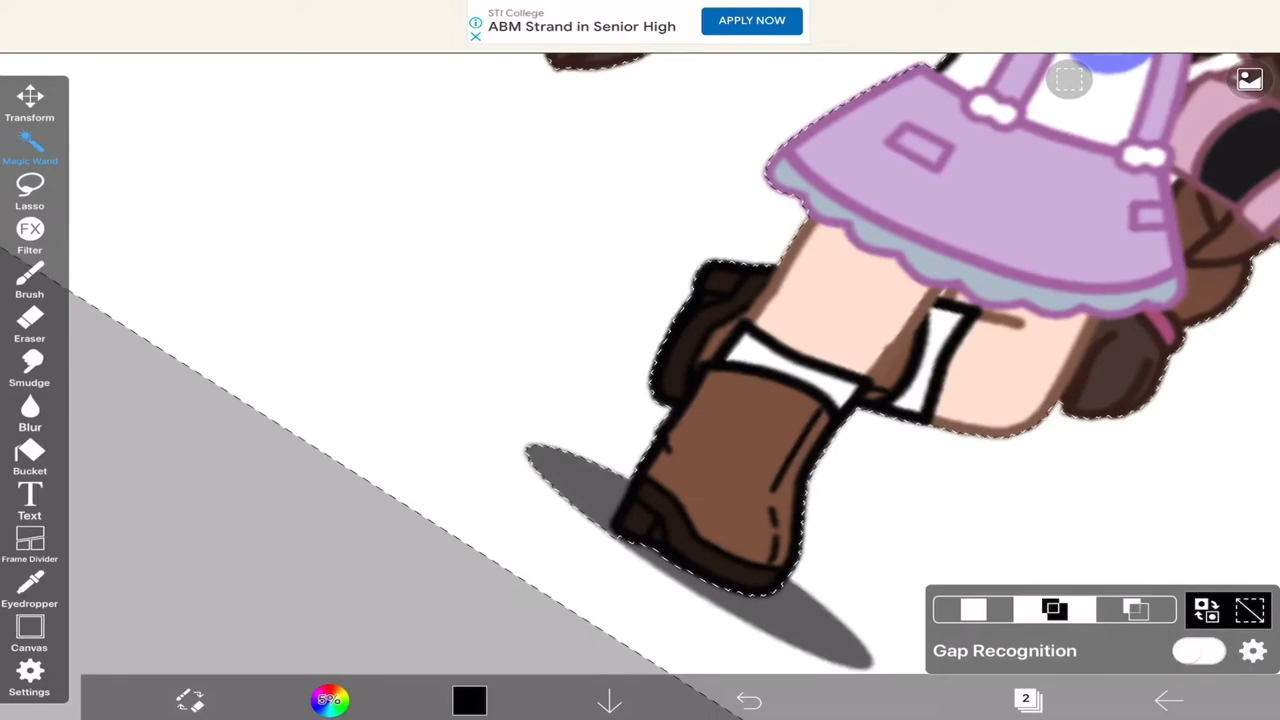 STI College
ABM Strand in Senior High
APPLY NOW
Transform
Magic Wand
Lasso
FX
Filter
Brush
Eraser
Smudge
Blur
Bucket
T
Text
Frame Divider
Eyedropper
Canvas
Settings
Gap Recognition
5%
2